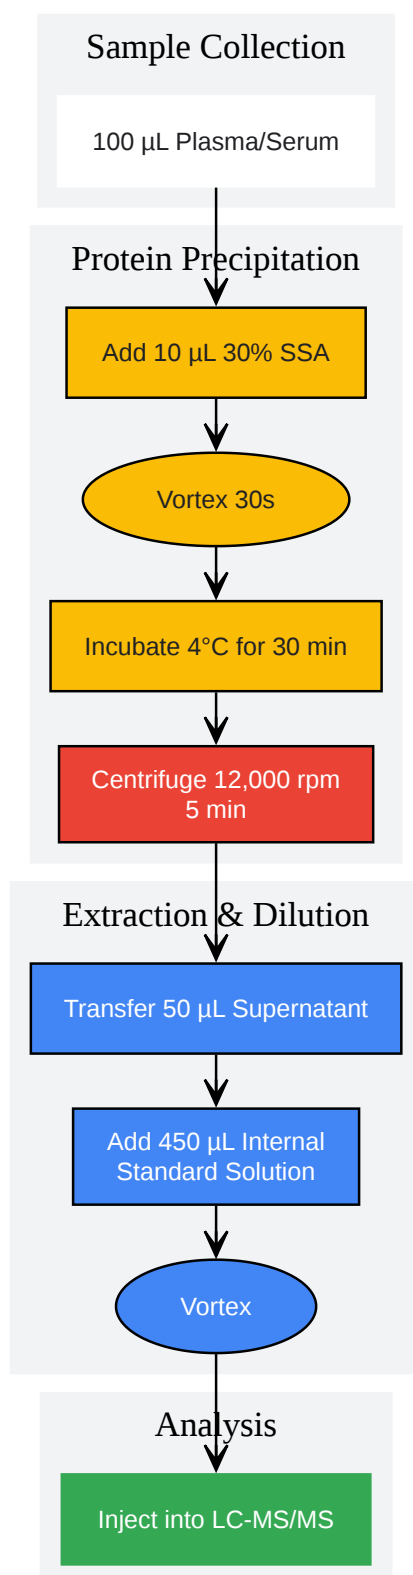 Sample Collection
100 µL Plasma/Serum
Protein Precipitation
Add 10 µL 30% SSA
Vortex 30s
Incubate 4°C for 30 min
Centrifuge 12,000 rpm
5 min
Extraction & Dilution
Transfer 50 µL Supernatant
Add 450 µL Internal
Standard Solution
Vortex
Analysis
Inject into LC-MS/MS